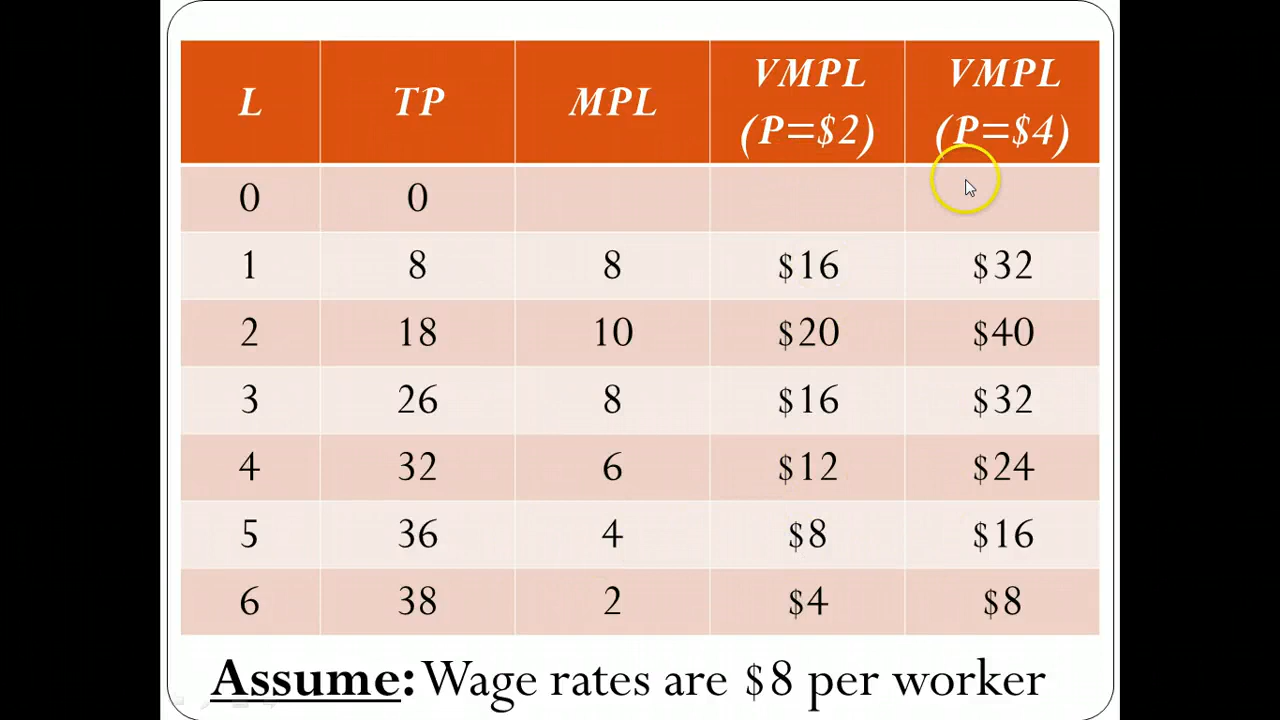 L TP MPL VMPL (P=$2) VMPL (P=$4)
0 0
1 8 8 $16 $32
2 18 10 $20 $40
3 26 8 $16 $32
4 32 6 $12 $24
5 36 4 $8 $16
6 38 2 $4 $8
Assume: Wage rates are $8 per worker